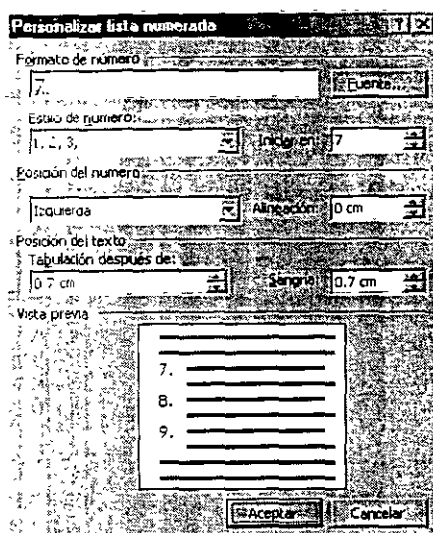 Personalizar lista numerada
Formato de número
7.
Fuente...
Estilo de número:
1, 2, 3,
Iniciar en: 7
Posición del número
Izquierda
Alineación: 0 cm
Posición del texto
Tabulación después de:
0.7 cm
Sangría: 0.7 cm
Vista previa
7.
8.
9.
Aceptar
Cancelar